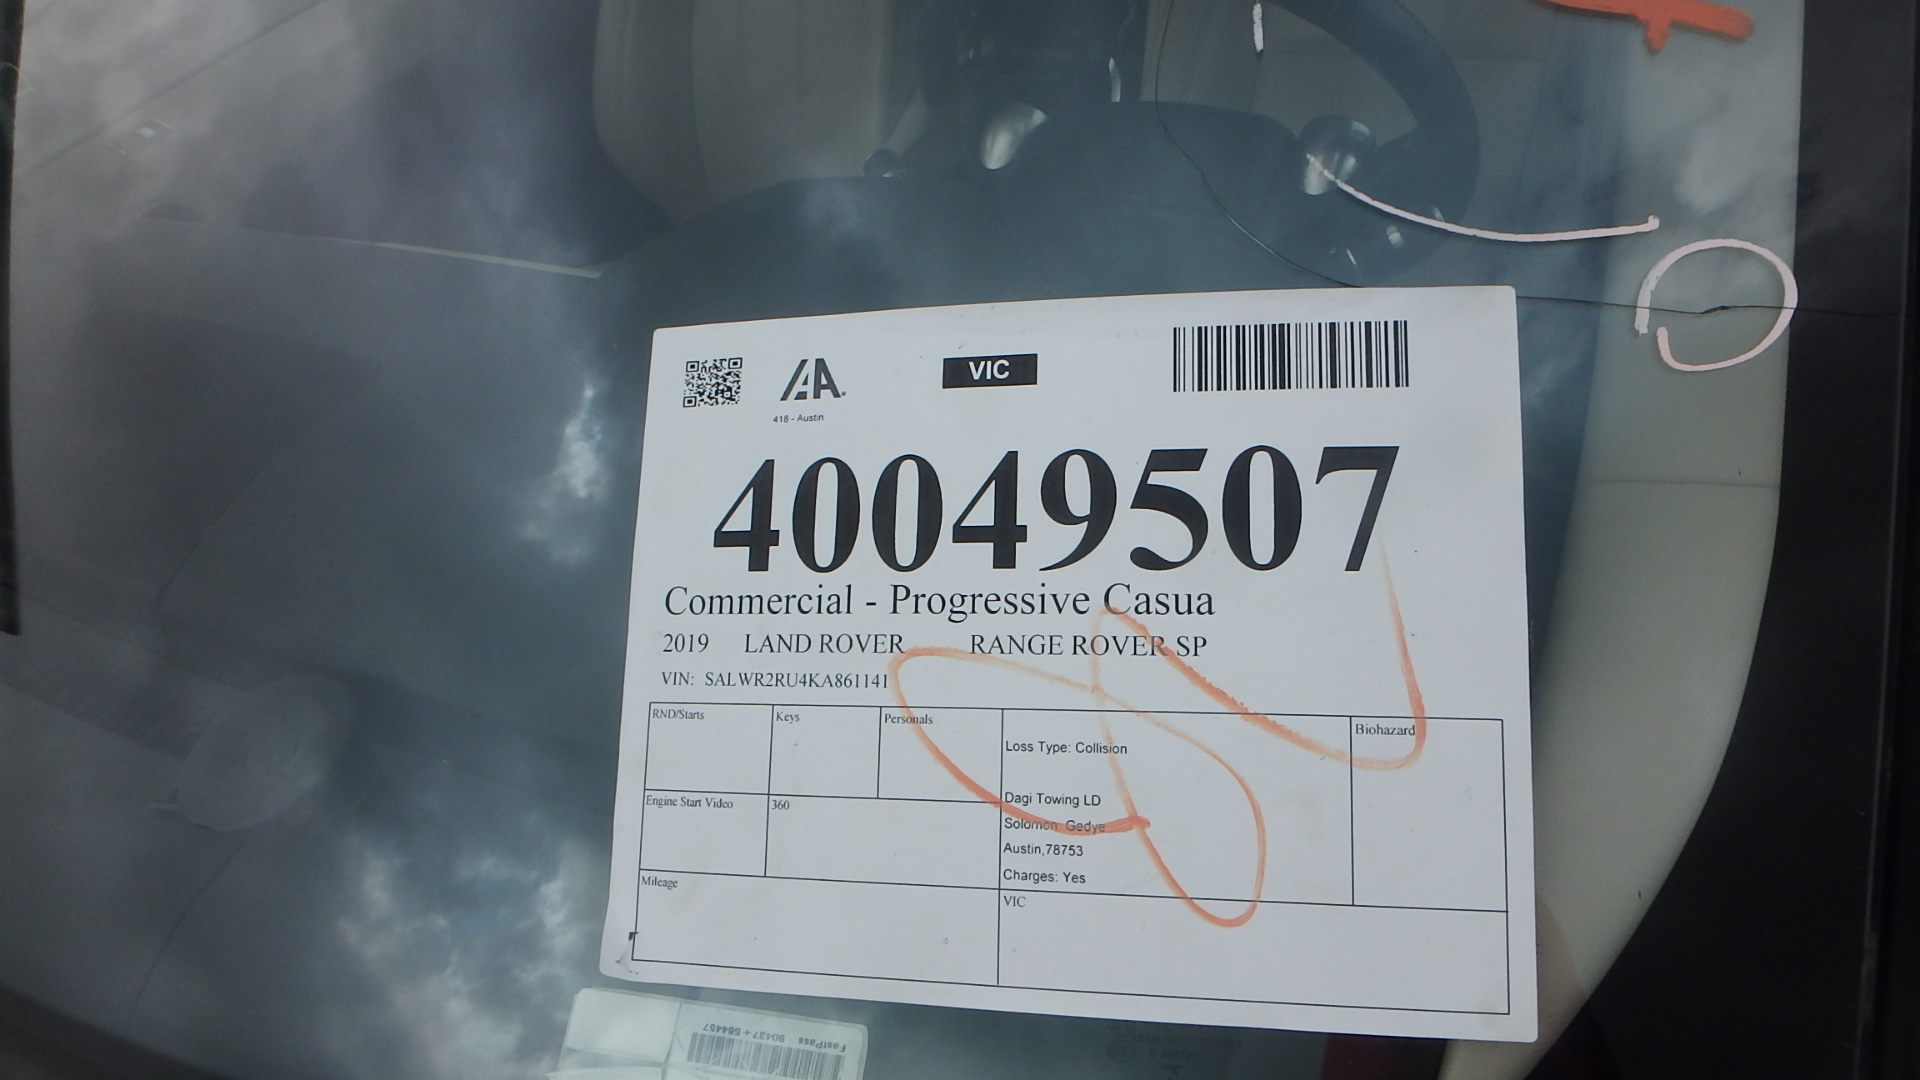 IAA
VIC
418 - Austin
40049507
Commercial - Progressive Casua
2019 LAND ROVER RANGE ROVER SP
VIN: SALWR2RU4KA861141
RND/Starts
Keys
Personals
Loss Type: Collision
Biohazard
Engine Start Video
360
Dagi Towing LD
Solomon Gedye
Austin,78753
Charges: Yes
Mileage
VIC
FastPass 90437+684457